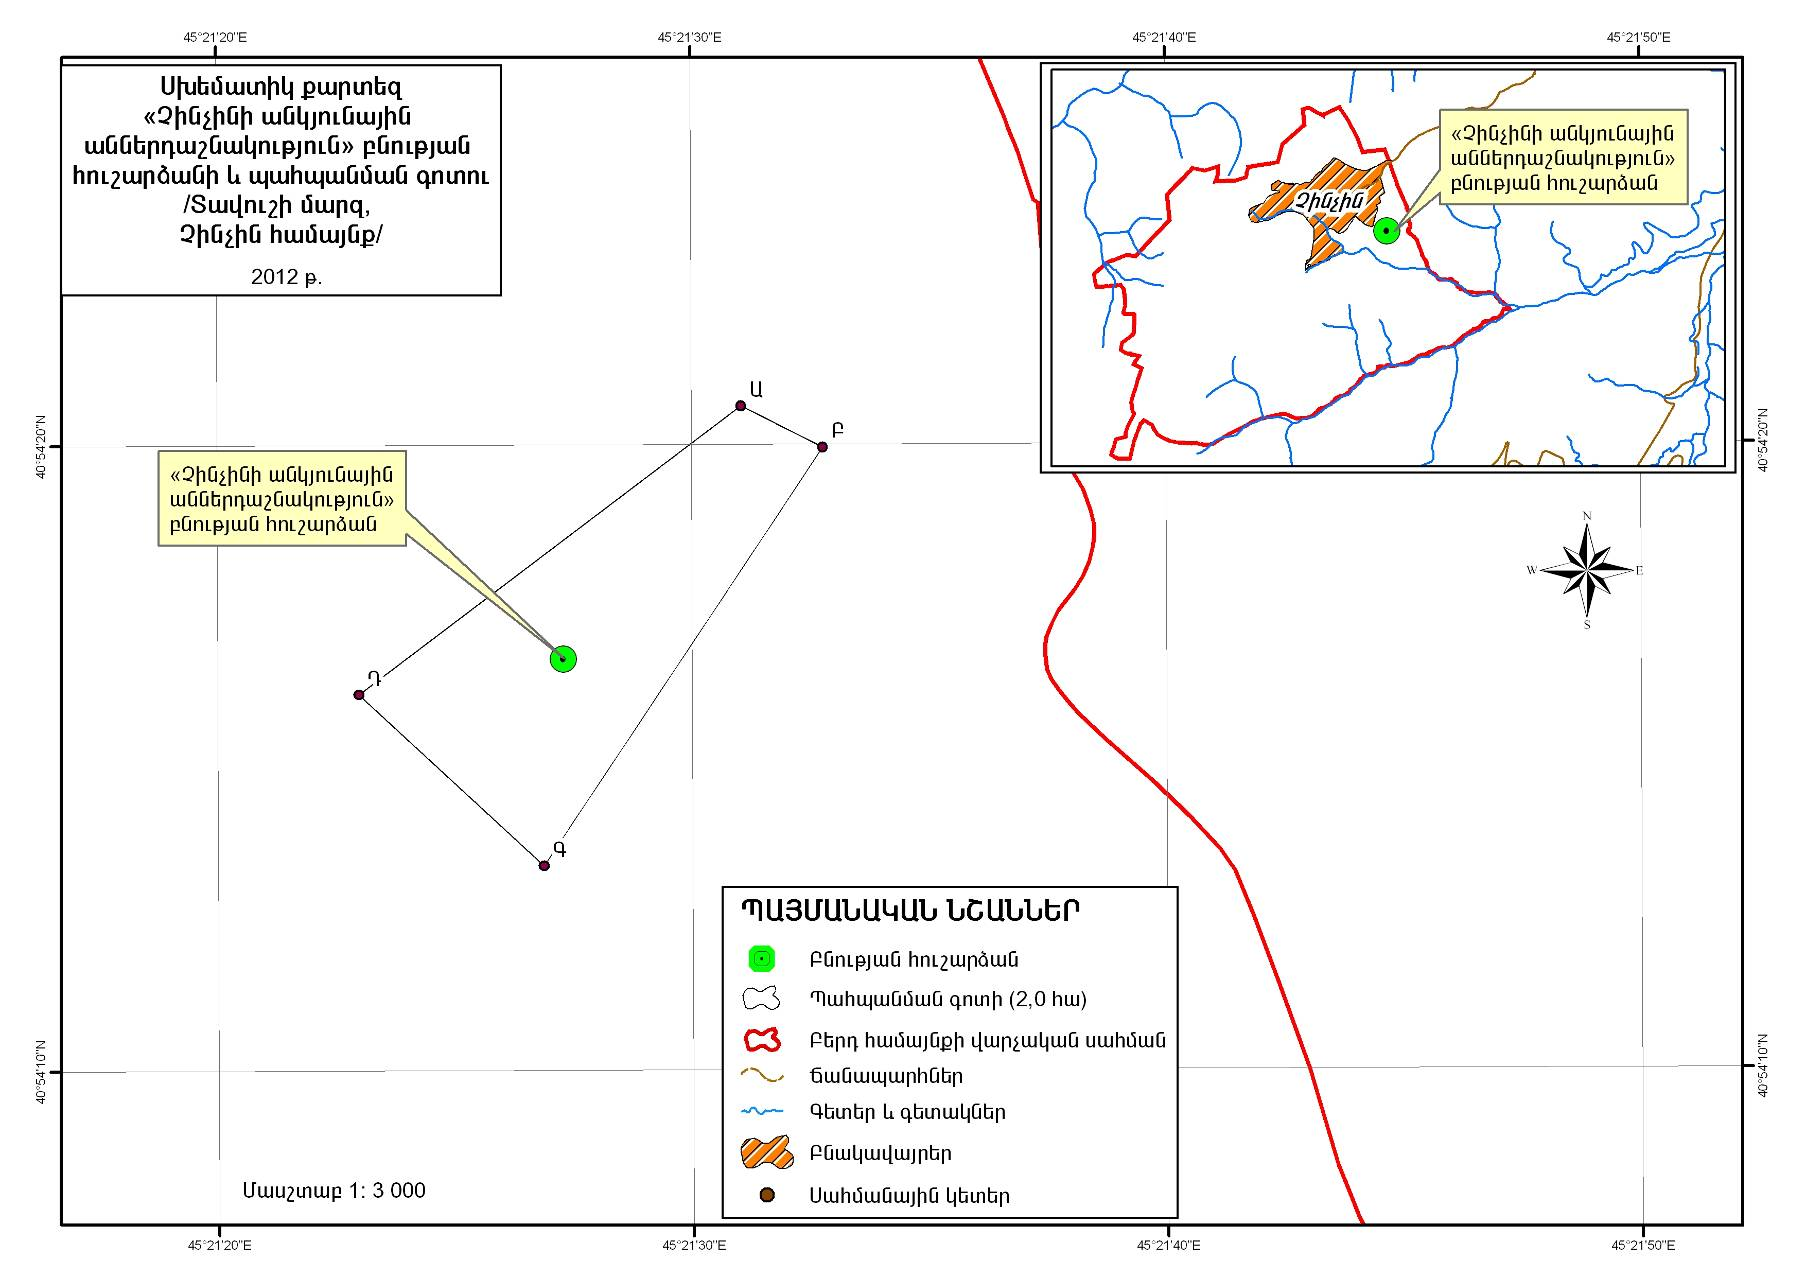 45°21'20"E
45°21'30"E
45°21'40"E
45°21'50"E
Սխեմատիկ քարտեզ
«Չինչինի անկյունային
աններդաշնակություն» բնության
հուշարձանի և պահպանման գոտու
/Տավուշի մարզ,
Չինչին համայնք/
2012 թ.
«Չինչինի անկյունային
աններդաշնակություն»
բնության հուշարձան
Չինչին
Ա
Բ
40°54'20"N
40°54'20"N
«Չինչինի անկյունային
աններդաշնակություն»
բնության հուշարձան
N
W
E
S
Դ
Գ
ՊԱՅՄԱՆԱԿԱՆ ՆՇԱՆՆԵՐ
Բնության հուշարձան
Պահպանման գոտի (2,0 հա)
Բերդ համայնքի վարչական սահման
Ճանապարհներ
Գետեր և գետակներ
Բնակավայրեր
Սահմանային կետեր
40°54'10"N
40°54'10"N
Մասշտաբ 1: 3 000
45°21'20"E
45°21'30"E
45°21'40"E
45°21'50"E